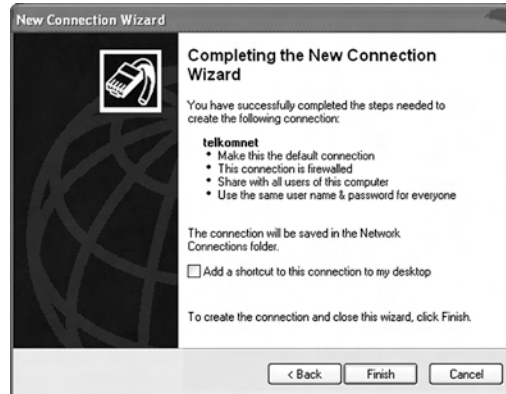 New Connection Wizard
Completing the New Connection
Wizard
You have successfully completed the steps needed to
create the following connection:
telkomnet
• Make this the default connection
• This connection is firewalled
• Share with all users of this computer
• Use the same user name & password for everyone
The connection will be saved in the Network
Connections folder.
Add a shortcut to this connection to my desktop
To create the connection and close this wizard, click Finish.
< Back Finish Cancel